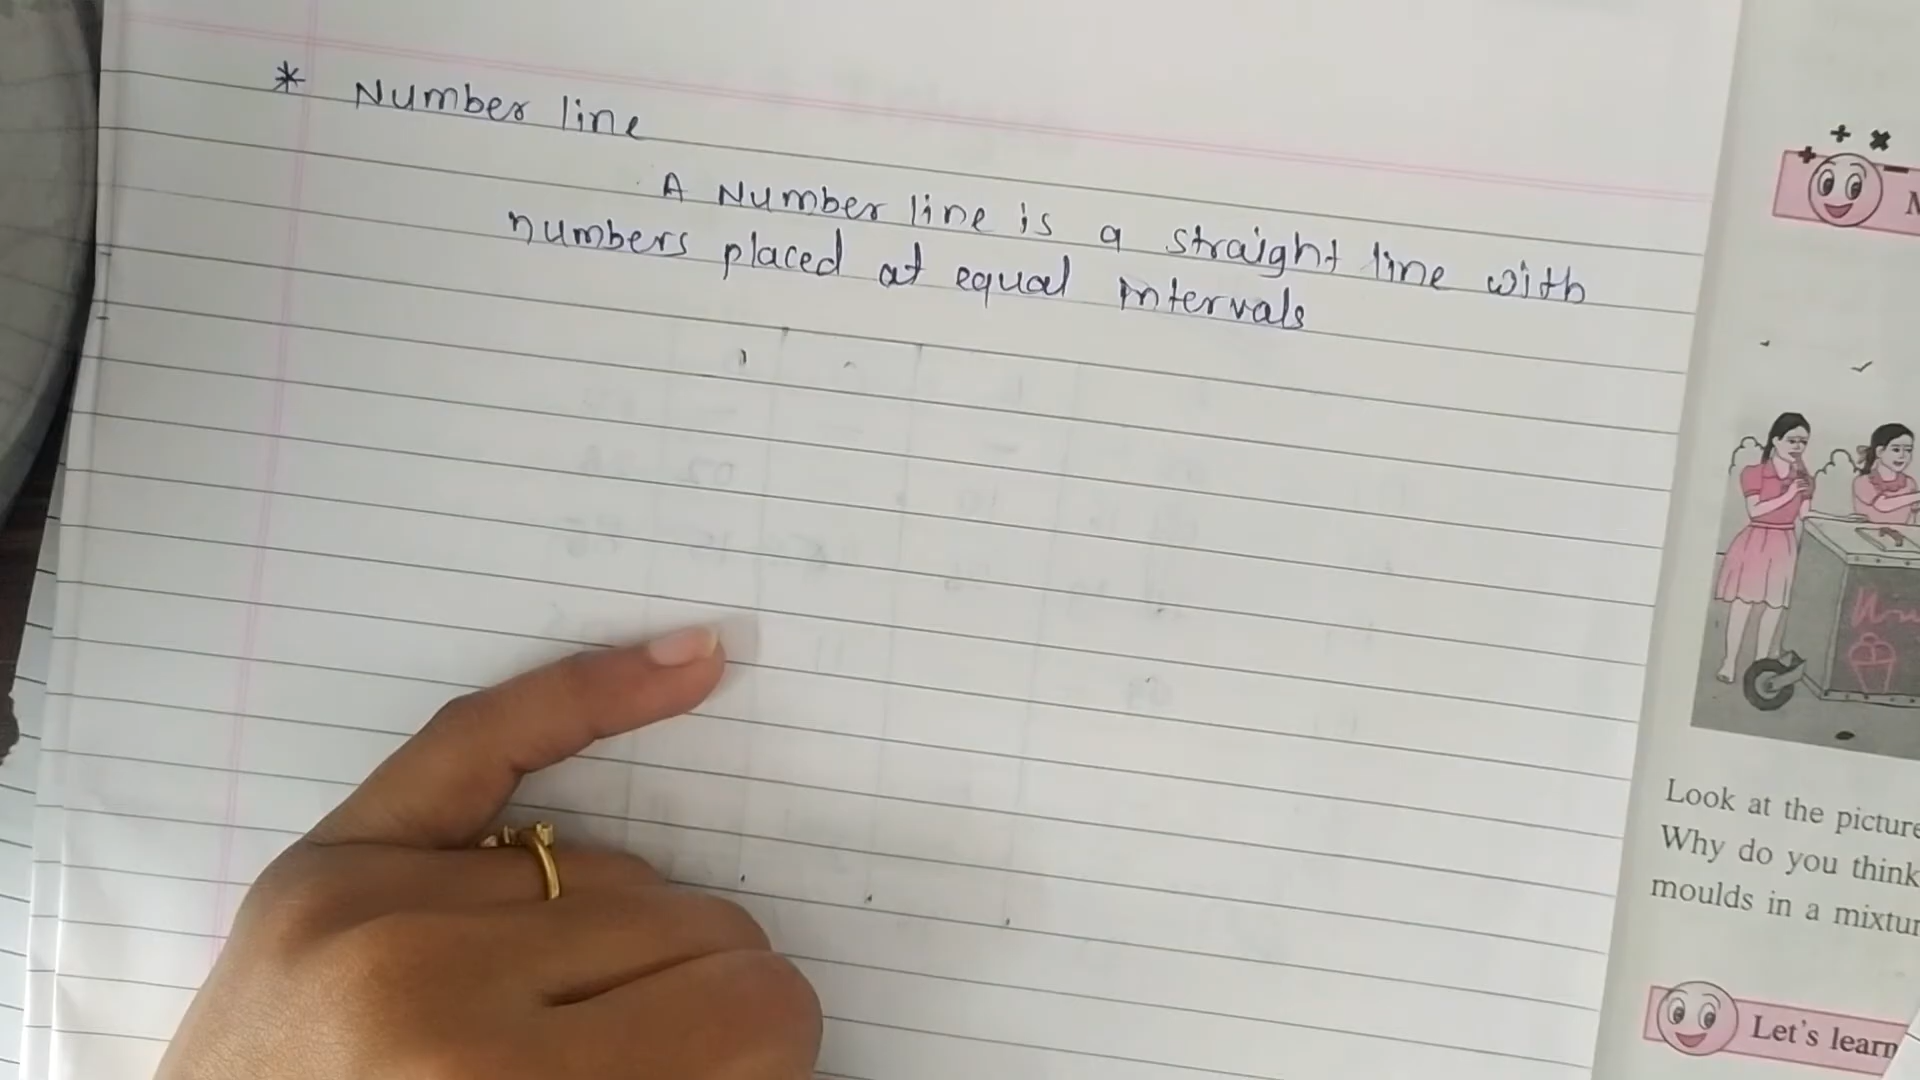 * Number line
A Number line is a straight line with
numbers placed at equal intervals
Look at the picture
Why do you think
moulds in a mixtur
Let's learn